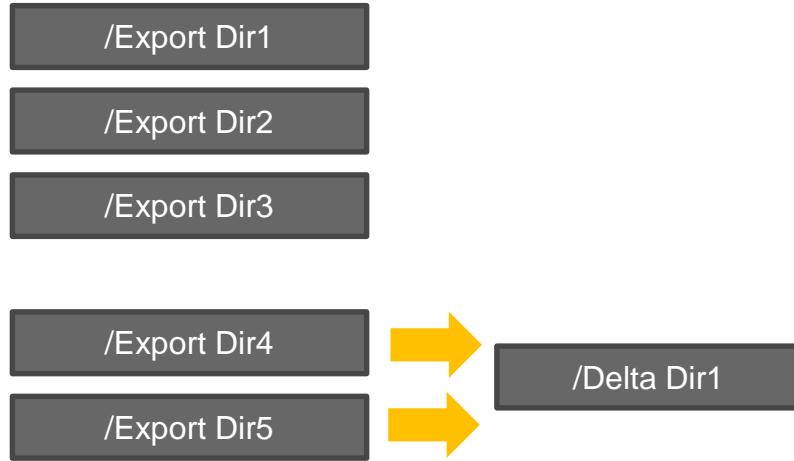 /Export Dir1
/Export Dir2
/Export Dir3
/Export Dir4
/Delta Dir1
/Export Dir5